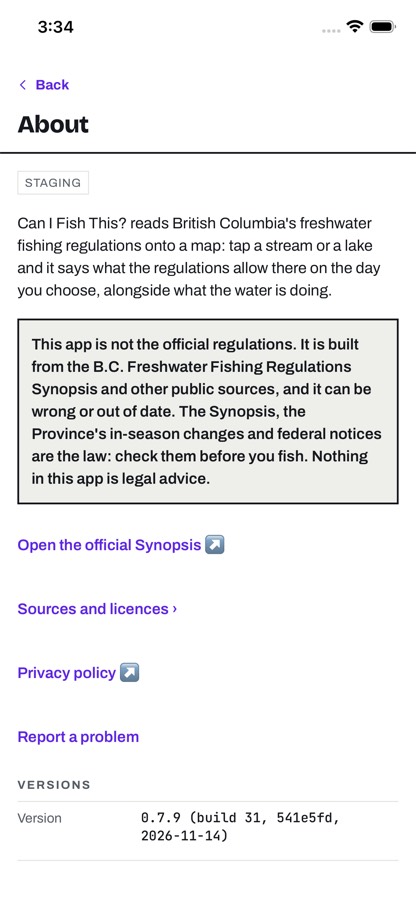 3:34
Back
About
STAGING
Can I Fish This? reads British Columbia's freshwater
fishing regulations onto a map: tap a stream or a lake
and it says what the regulations allow there on the day
you choose, alongside what the water is doing.
This app is not the official regulations. It is built
from the B.C. Freshwater Fishing Regulations
Synopsis and other public sources, and it can be
wrong or out of date. The Synopsis, the
Province's in-season changes and federal notices
are the law: check them before you fish. Nothing
in this app is legal advice.
Open the official Synopsis ↗️
Sources and licences ›
Privacy policy ↗️
Report a problem
VERSIONS
Version 0.7.9 (build 31, 541e5fd,
2026-11-14)